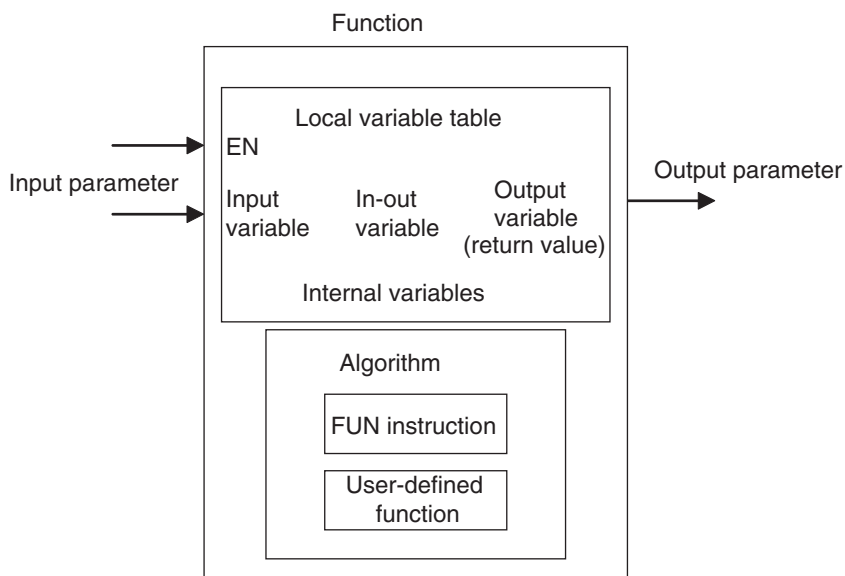 Function
Local variable table
EN
Input parameter
Output parameter
Input
variable
In-out
variable
Output
variable
(return value)
Internal variables
Algorithm
FUN instruction
User-defined
function